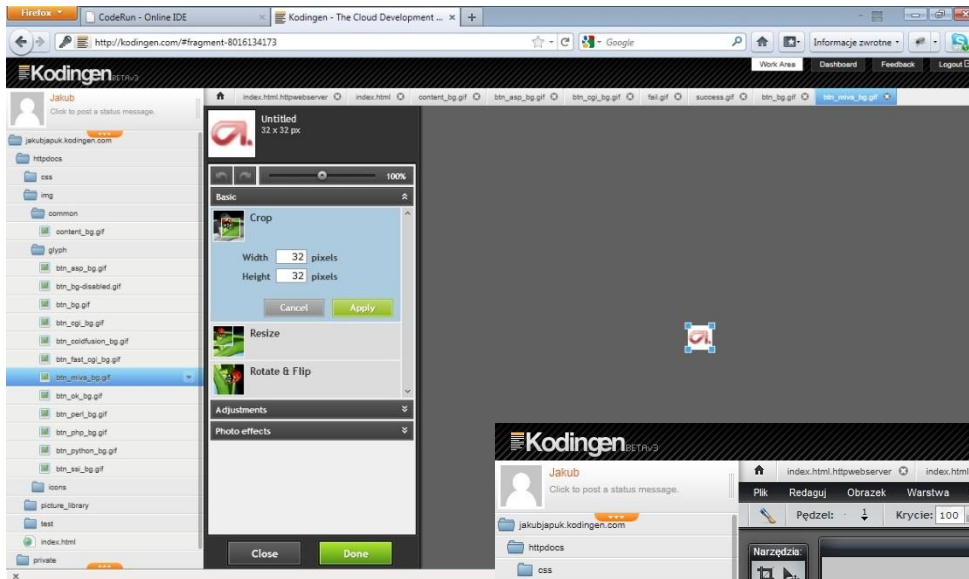 Firefox
CodeRun - Online IDE
Kodingen - The Cloud Development ...
http://kodingen.com/#fragment-8016134173
Google
Informacje zwrotne
Kodingen BETAv3
Work Area Dashboard Feedback Logout
Jakub
Click to post a status message.
index.html.httpwebserver index.html content_bg.gif btn_asp_bg.gif btn_cgi_bg.gif fail.gif success.gif btn_bg.gif btn_miva_bg.gif
jakubjapuk.kodingen.com
httpdocs
css
img
common
content_bg.gif
glyph
btn_asp_bg.gif
btn_bg-disabled.gif
btn_bg.gif
btn_cgi_bg.gif
btn_coldfusion_bg.gif
btn_fast_cgi_bg.gif
btn_miva_bg.gif
btn_ok_bg.gif
btn_perl_bg.gif
btn_php_bg.gif
btn_python_bg.gif
btn_ssi_bg.gif
icons
picture_library
test
index.html
private
Untitled
32 x 32 px
100%
Basic
Crop
Width 32 pixels
Height 32 pixels
Cancel Apply
Resize
Rotate & Flip
Adjustments
Photo effects
Close Done
Kodingen BETAv3
Jakub
Click to post a status message.
jakubjapuk.kodingen.com
httpdocs
css
index.html.httpwebserver index.html
Plik Redaguj Obrazek Warstwa
Pędzel: 1 Krycie: 100
Narzędzia: